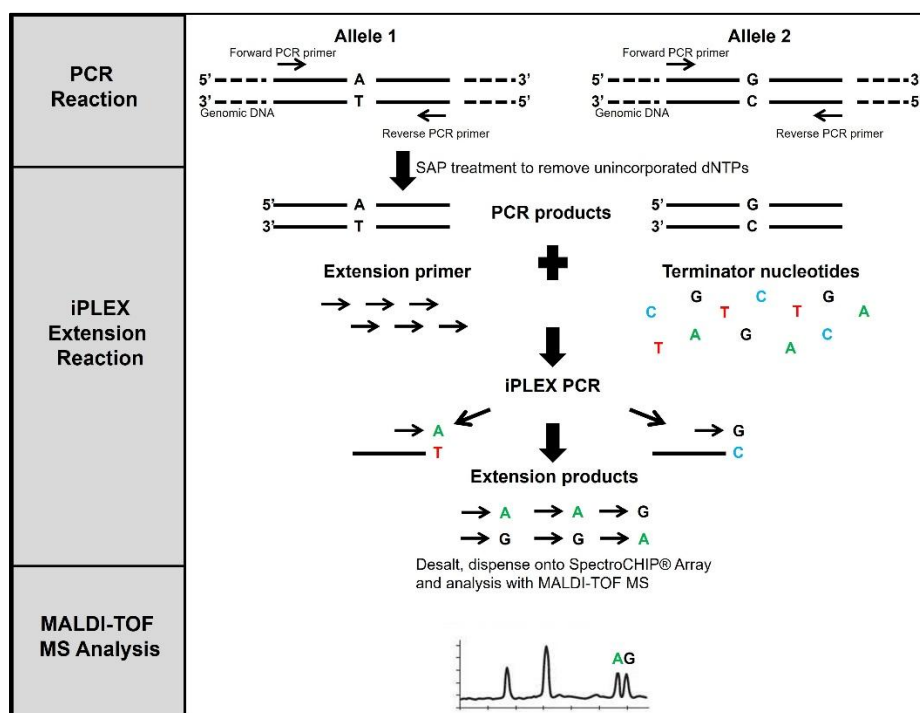 PCR
Reaction
Allele 1
Allele 2
Forward PCR primer
Forward PCR primer
5’ A 3’
3’ T 5’
Genomic DNA
Reverse PCR primer
5’ G 3’
3’ C 5’
Genomic DNA
Reverse PCR primer
SAP treatment to remove unincorporated dNTPs
iPLEX
Extension
Reaction
5’ A
3’ T
PCR products
5’ G
3’ C
Extension primer
Terminator nucleotides
C G T C T G A
T A G A C
iPLEX PCR
A
T
G
C
Extension products
A A G
G G A
Desalt, dispense onto SpectroCHIP® Array
and analysis with MALDI-TOF MS
MALDI-TOF
MS Analysis
AG